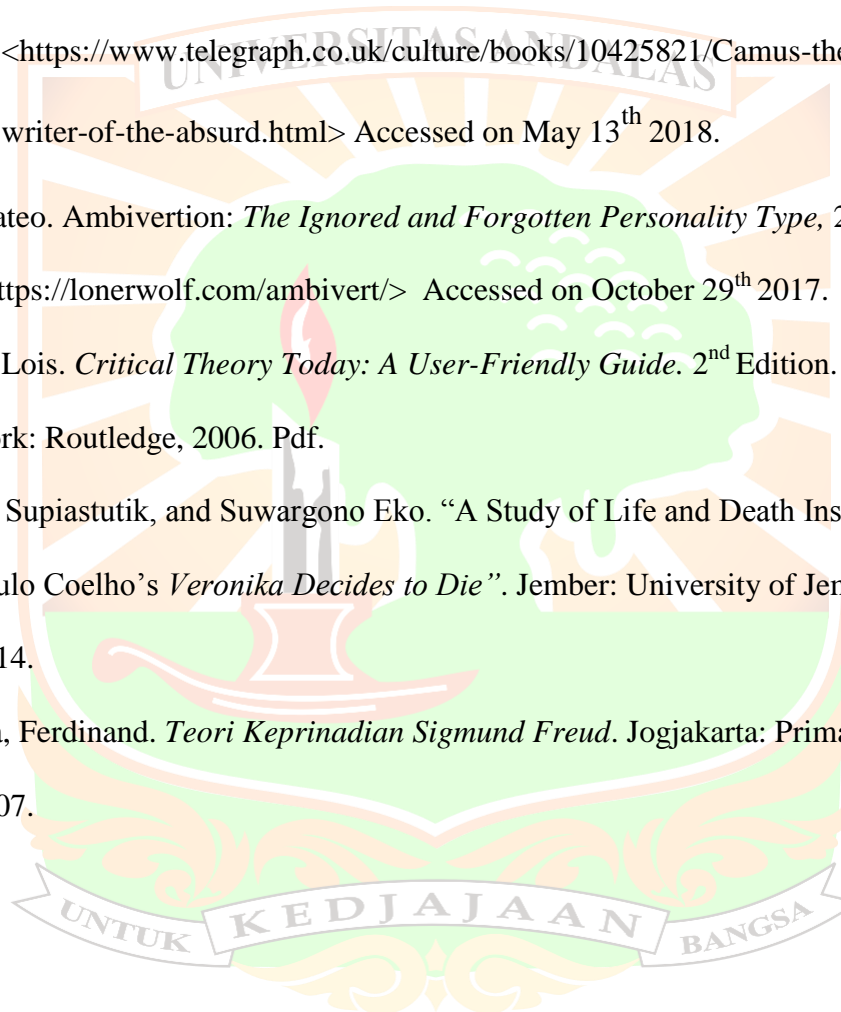 UNIVERSITAS ANDALAS
<https://www.telegraph.co.uk/culture/books/10425821/Camus-the
writer-of-the-absurd.html> Accessed on May 13th 2018.
ateo. Ambivertion: The Ignored and Forgotten Personality Type, 2
ttps://lonerwolf.com/ambivert/> Accessed on October 29th 2017.
Lois. Critical Theory Today: A User-Friendly Guide. 2nd Edition.
rk: Routledge, 2006. Pdf.
Supiastutik, and Suwargono Eko. “A Study of Life and Death Ins
ulo Coelho’s Veronika Decides to Die”. Jember: University of Jem
14.
a, Ferdinand. Teori Keprinadian Sigmund Freud. Jogjakarta: Prima
07.
UNTUK KEDJAJAAN BANGSA